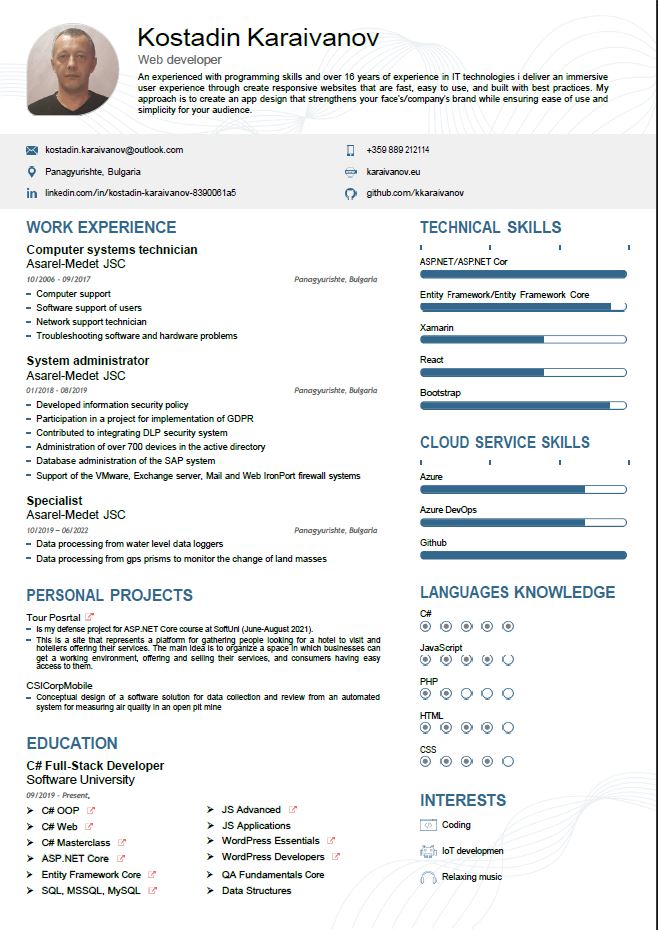 Kostadin Karaivanov
Web developer
An experienced with programming skills and over 16 years of experience in IT technologies i deliver an immersive
user experience through create responsive websites that are fast, easy to use, and built with best practices. My
approach is to create an app design that strengthens your face's/company's brand while ensuring ease of use and
simplicity for your audience.
kostadin.karaivanov@outlook.com
+359 889 212114
Panagyurishte, Bulgaria
karaivanov.eu
linkedin.com/in/kostadin-karaivanov-8390061a5
github.com/kkaraivanov
WORK EXPERIENCE
Computer systems technician
Asarel-Medet JSC
10/2006 - 09/2017
Panagyurishte, Bulgaria
Computer support
Software support of users
Network support technician
Troubleshooting software and hardware problems
System administrator
Asarel-Medet JSC
01/2018 - 08/2019
Panagyurishte, Bulgaria
Developed information security policy
Participation in a project for implementation of GDPR
Contributed to integrating DLP security system
Administration of over 700 devices in the active directory
Database administration of the SAP system
Support of the VMware, Exchange server, Mail and Web IronPort firewall systems
Specialist
Asarel-Medet JSC
10/2019 – 06/2022
Panagyurishte, Bulgaria
Data processing from water level data loggers
Data processing from gps prisms to monitor the change of land masses
PERSONAL PROJECTS
Tour Posrtal
Is my defense project for ASP.NET Core course at SoftUni (June-August 2021).
This is a site that represents a platform for gathering people looking for a hotel to visit and
hoteliers offering their services. The main idea is to organize a space in which businesses can
get a working environment, offering and selling their services, and consumers having easy
access to them.
CSICorpMobile
Conceptual design of a software solution for data collection and review from an automated
system for measuring air quality in an open pit mine
EDUCATION
C# Full-Stack Developer
Software University
09/2019 - Present,
C# OOP
C# Web
C# Masterclass
ASP.NET Core
Entity Framework Core
SQL, MSSQL, MySQL
JS Advanced
JS Applications
WordPress Essentials
WordPress Developers
QA Fundamentals Core
Data Structures
TECHNICAL SKILLS
ASP.NET/ASP.NET Cor
Entity Framework/Entity Framework Core
Xamarin
React
Bootstrap
CLOUD SERVICE SKILLS
Azure
Azure DevOps
Github
LANGUAGES KNOWLEDGE
C#
JavaScript
PHP
HTML
CSS
INTERESTS
Coding
IoT developmen
Relaxing music